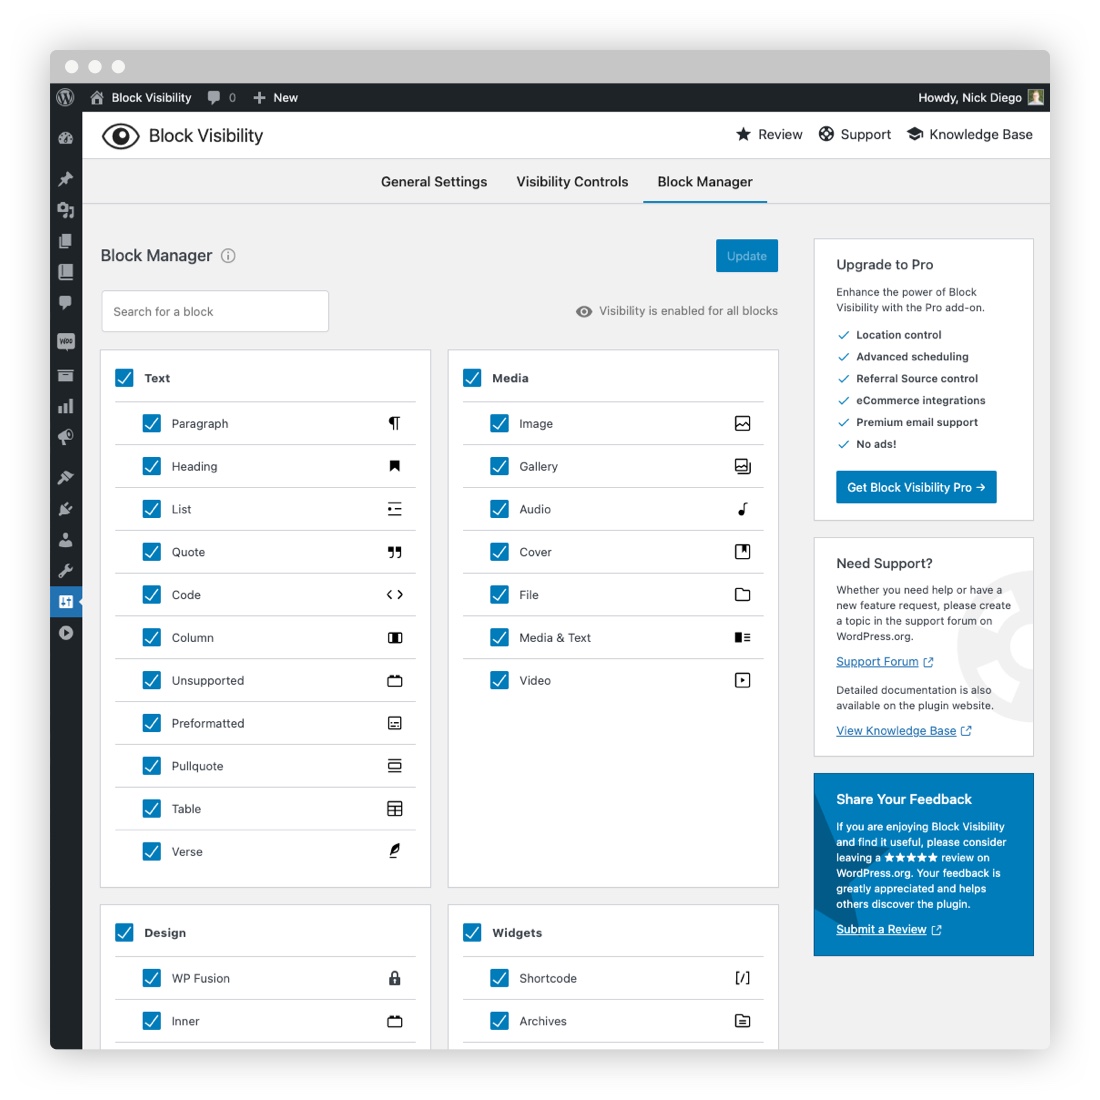 Block Visibility 0 New Howdy, Nick Diego
Block Visibility Review Support Knowledge Base
General Settings Visibility Controls Block Manager
Block Manager
Update
Search for a block
Visibility is enabled for all blocks
Text
Paragraph
Heading
List
Quote
Code
Column
Unsupported
Preformatted
Pullquote
Table
Verse
Media
Image
Gallery
Audio
Cover
File
Media & Text
Video
Design
WP Fusion
Inner
Widgets
Shortcode
[/]
Archives
Upgrade to Pro
Enhance the power of Block
Visibility with the Pro add-on.
Location control
Advanced scheduling
Referral Source control
eCommerce integrations
Premium email support
No ads!
Get Block Visibility Pro →
Need Support?
Whether you need help or have a
new feature request, please create
a topic in the support forum on
WordPress.org.
Support Forum
Detailed documentation is also
available on the plugin website.
View Knowledge Base
Share Your Feedback
If you are enjoying Block Visibility
and find it useful, please consider
leaving a ★★★★★ review on
WordPress.org. Your feedback is
greatly appreciated and helps
others discover the plugin.
Submit a Review